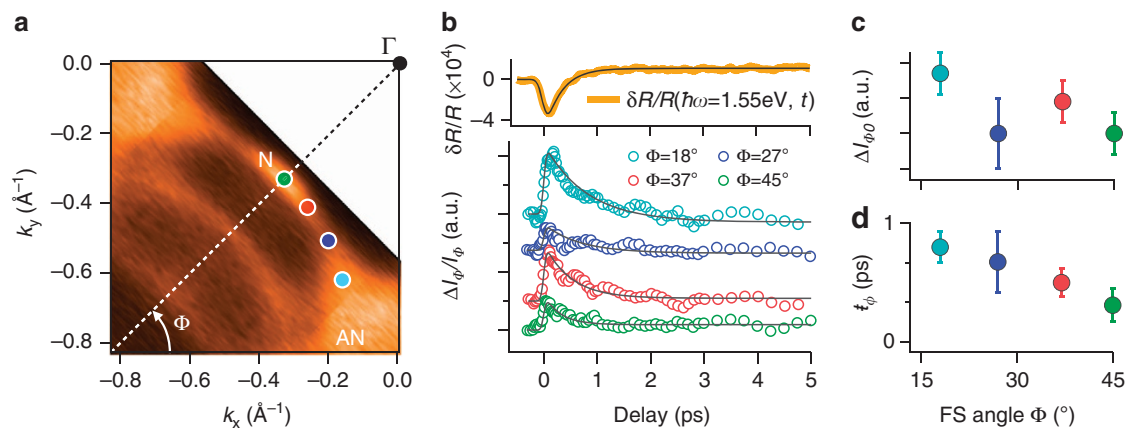 a
Γ
0.0
−0.2
−0.4
−0.6
−0.8
k_y (Å⁻¹)
N
Φ
AN
−0.8 −0.6 −0.4 −0.2 0.0
k_x (Å⁻¹)
b
δR/R (×10⁴)
0
−4
δR/R(ℏω=1.55eV, t)
ΔI_Φ/I_Φ (a.u.)
Φ=18° Φ=27°
Φ=37° Φ=45°
0 1 2 3 4 5
Delay (ps)
c
ΔI_Φ0 (a.u.)
d
1
0
t_ϕ (ps)
15 30 45
FS angle Φ (°)